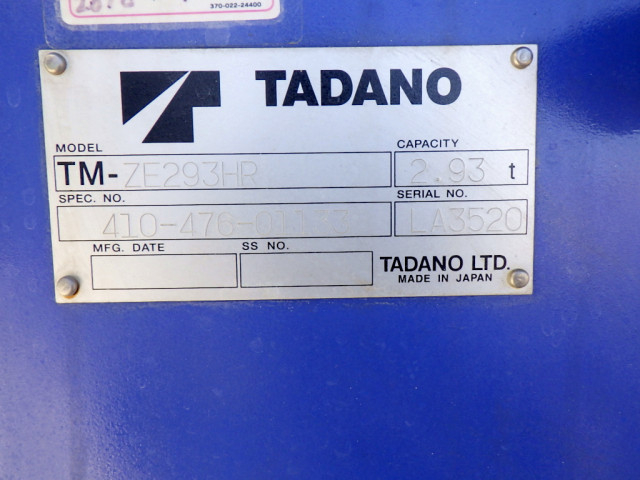 370-022-24400
TADANO
MODEL
CAPACITY
TM-ZE293HR
2.93 t
SPEC. NO.
SERIAL NO.
LA3520
MFG. DATE
SS NO.
TADANO LTD.
MADE IN JAPAN